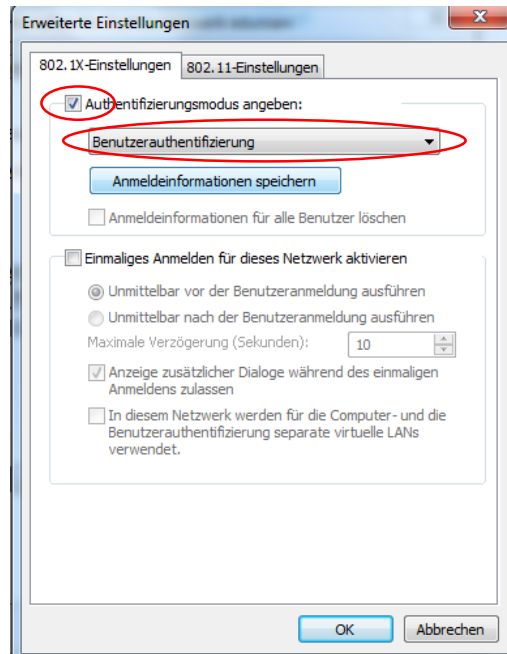 Erweiterte Einstellungen
802.1X-Einstellungen 802.11-Einstellungen
Authentifizierungsmodus angeben:
Benutzerauthentifizierung
Anmeldeinformationen speichern
Anmeldeinformationen für alle Benutzer löschen
Einmaliges Anmelden für dieses Netzwerk aktivieren
Unmittelbar vor der Benutzeranmeldung ausführen
Unmittelbar nach der Benutzeranmeldung ausführen
Maximale Verzögerung (Sekunden): 10
Anzeige zusätzlicher Dialoge während des einmaligen
Anmeldens zulassen
In diesem Netzwerk werden für die Computer- und die
Benutzerauthentifizierung separate virtuelle LANs
verwendet.
OK Abbrechen